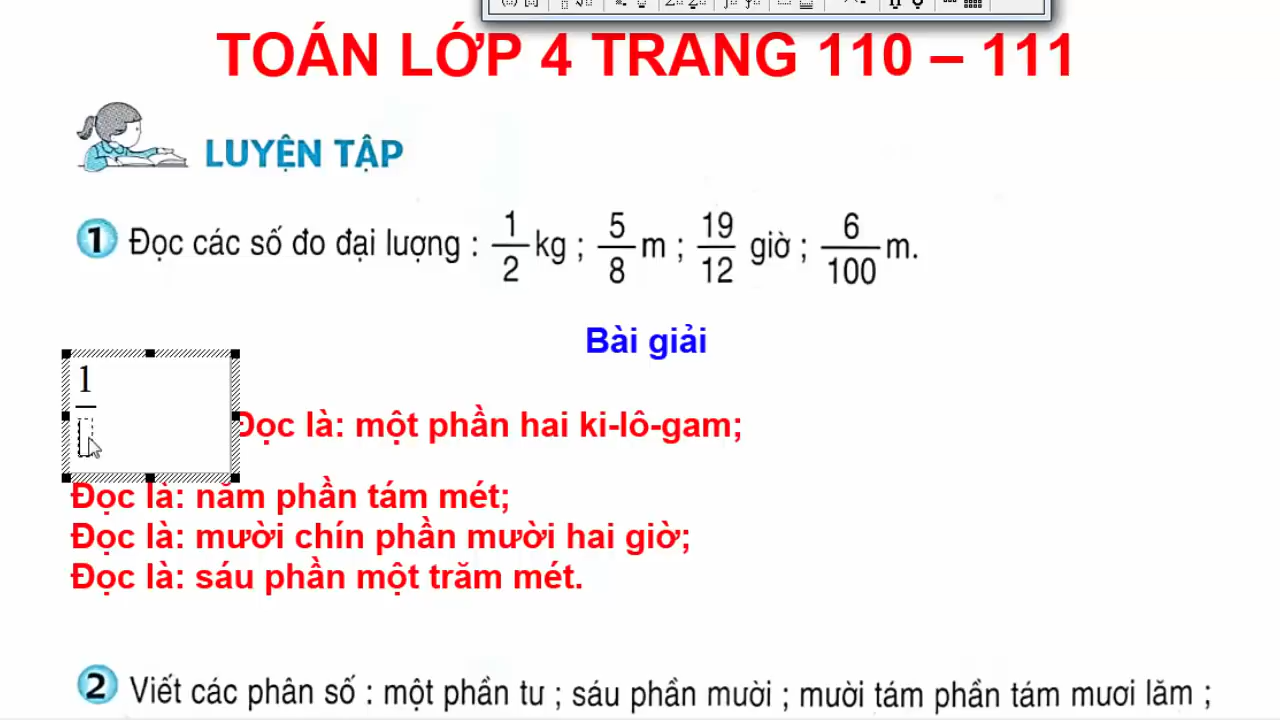 TOÁN LỚP 4 TRANG 110 – 111
LUYỆN TẬP
1 Đọc các số đo đại lượng : 1/2 kg ; 5/8 m ; 19/12 giờ ; 6/100 m.
Bài giải
1
Đọc là: một phần hai ki-lô-gam;
Đọc là: năm phần tám mét;
Đọc là: mười chín phần mười hai giờ;
Đọc là: sáu phần một trăm mét.
2 Viết các phân số : một phần tư ; sáu phần mười ; mười tám phần tám mươi lăm ;